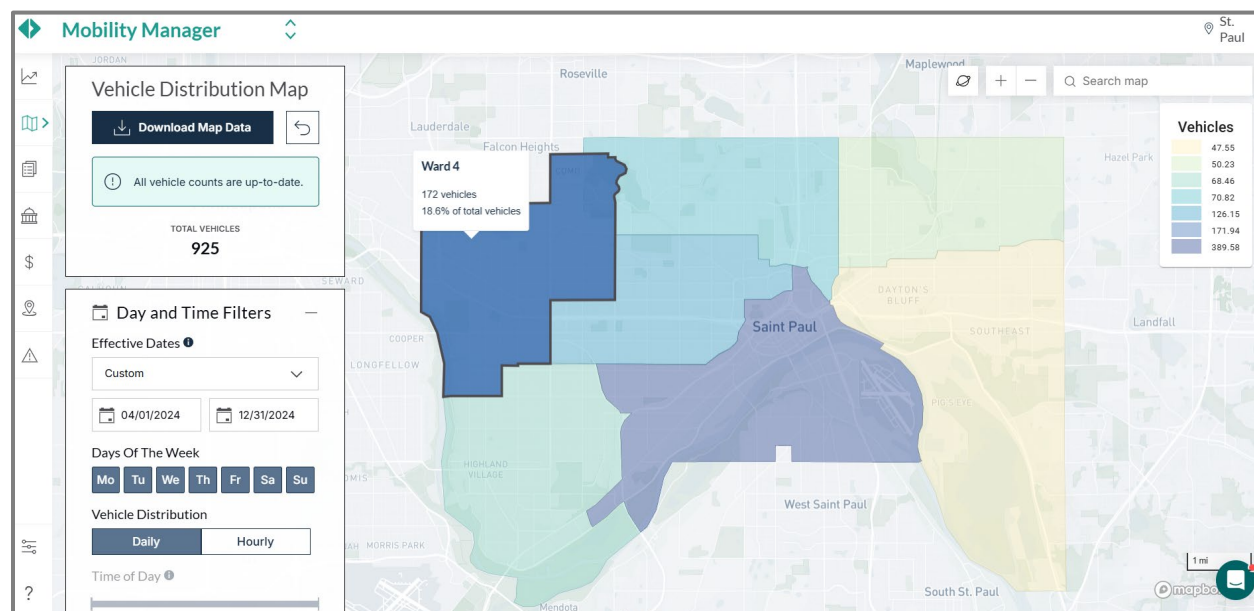 Mobility Manager
St.
Paul
Vehicle Distribution Map
Download Map Data
All vehicle counts are up-to-date.
TOTAL VEHICLES
925
Day and Time Filters
Effective Dates
Custom
04/01/2024
12/31/2024
Days Of The Week
Mo Tu We Th Fr Sa Su
Vehicle Distribution
Daily Hourly
Time of Day
?
$
JORDAN
Roseville
Maplewood
Lauderdale
Falcon Heights
COMO
Ward 4
172 vehicles
18.6% of total vehicles
SEWARD
COOPER
LONGFELLOW
DAYTON'S
BLUFF
Saint Paul
SOUTHEAST
Landfall
Hazel Park
PIG'S EYE
HIGHLAND
VILLAGE
West Saint Paul
MORRIS PARK
South St. Paul
Mendota
Search map
Vehicles
47.55
50.23
68.46
70.82
126.15
171.94
389.58
1 mi